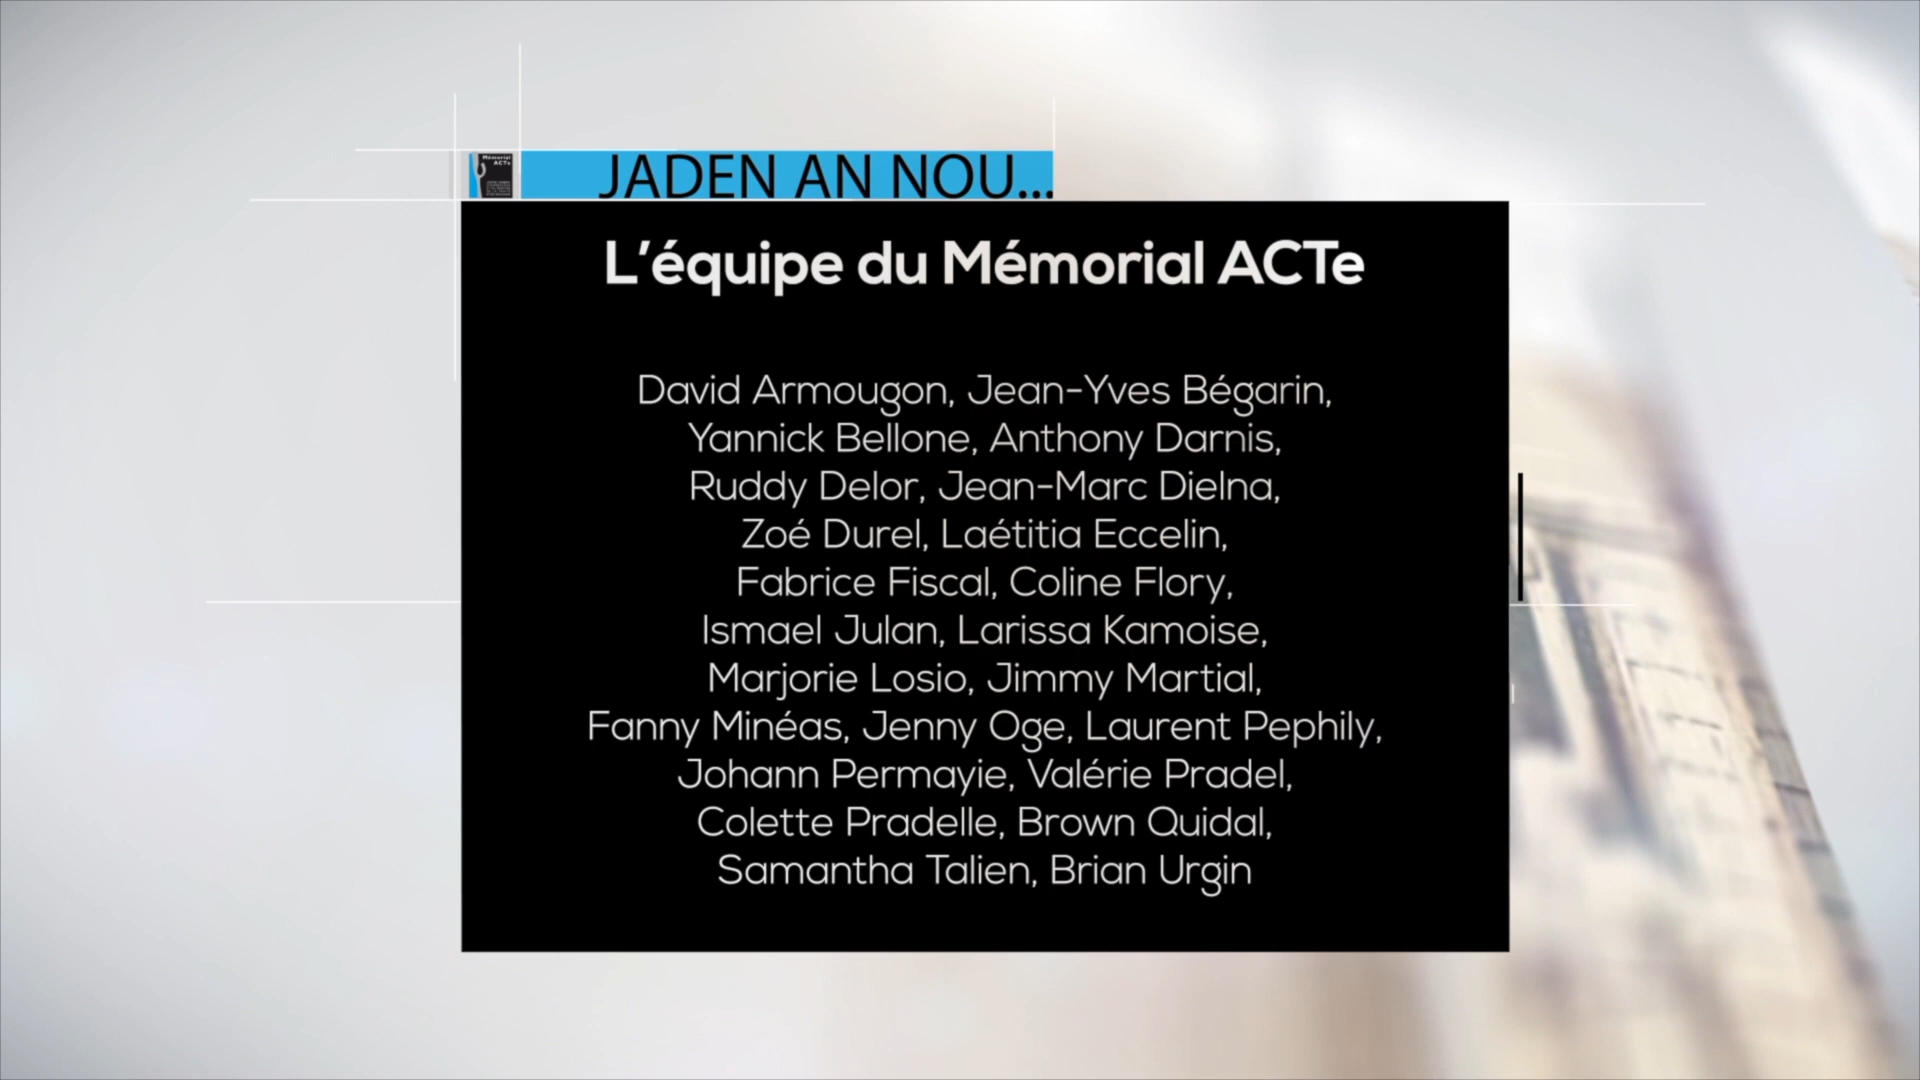 Mémorial
ACTe
JADEN AN NOU...
L'équipe du Mémorial ACTe
David Armougon, Jean-Yves Bégarin,
Yannick Bellone, Anthony Darnis,
Ruddy Delor, Jean-Marc Dielna,
Zoé Durel, Laétitia Eccelin,
Fabrice Fiscal, Coline Flory,
Ismael Julan, Larissa Kamoise,
Marjorie Losio, Jimmy Martial,
Fanny Minéas, Jenny Oge, Laurent Pephily,
Johann Permayie, Valérie Pradel,
Colette Pradelle, Brown Quidal,
Samantha Talien, Brian Urgin